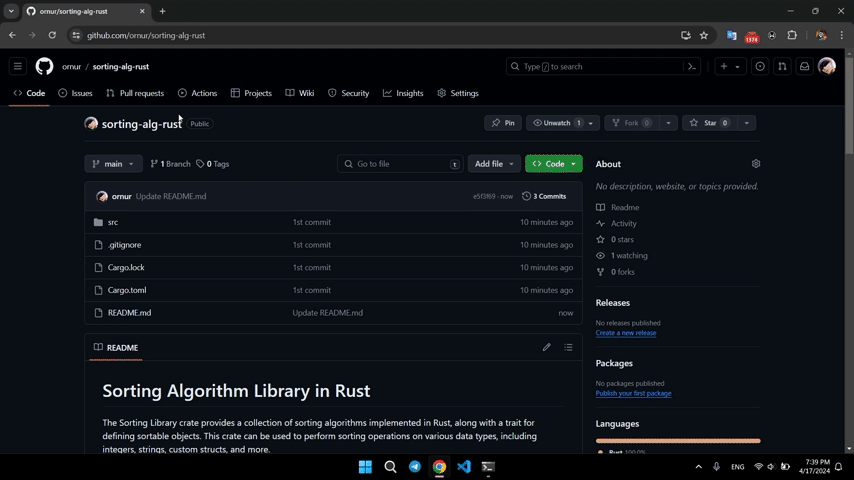 ornur/sorting-alg-rust
github.com/ornur/sorting-alg-rust
1374
ornur / sorting-alg-rust
Type / to search
Code Issues Pull requests Actions Projects Wiki Security Insights Settings
sorting-alg-rust Public
Pin Unwatch 1 Fork 0 Star 0
main 1 Branch 0 Tags Go to file t Add file Code
ornur Update README.md e5f3f69 · now 3 Commits
src 1st commit 10 minutes ago
.gitignore 1st commit 10 minutes ago
Cargo.lock 1st commit 10 minutes ago
Cargo.toml 1st commit 10 minutes ago
README.md Update README.md now
README
Sorting Algorithm Library in Rust
The Sorting Library crate provides a collection of sorting algorithms implemented in Rust, along with a trait for
defining sortable objects. This crate can be used to perform sorting operations on various data types, including
integers, strings, custom structs, and more.
About
No description, website, or topics provided.
Readme
Activity
0 stars
1 watching
0 forks
Releases
No releases published
Create a new release
Packages
No packages published
Publish your first package
Languages
Rust 100.0%
ENG
7:39 PM
4/17/2024